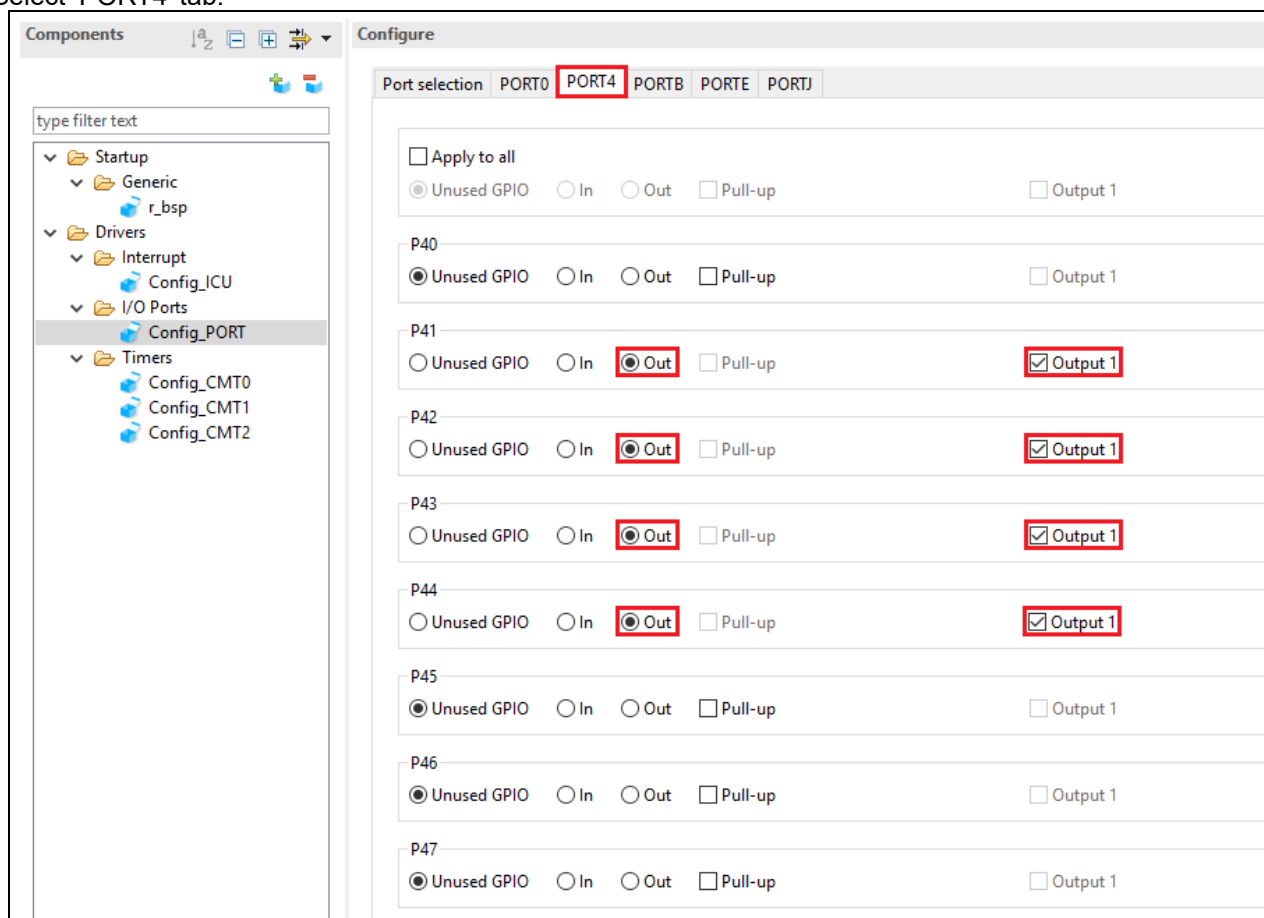 Select 'PORT4' tab.
Components
Configure
Port selection PORT0 PORT4 PORTB PORTE PORTJ
type filter text
Startup
Generic
r_bsp
Drivers
Interrupt
Config_ICU
I/O Ports
Config_PORT
Timers
Config_CMT0
Config_CMT1
Config_CMT2
Apply to all
Unused GPIO In Out Pull-up Output 1
P40
Unused GPIO In Out Pull-up Output 1
P41
Unused GPIO In Out Pull-up Output 1
P42
Unused GPIO In Out Pull-up Output 1
P43
Unused GPIO In Out Pull-up Output 1
P44
Unused GPIO In Out Pull-up Output 1
P45
Unused GPIO In Out Pull-up Output 1
P46
Unused GPIO In Out Pull-up Output 1
P47
Unused GPIO In Out Pull-up Output 1